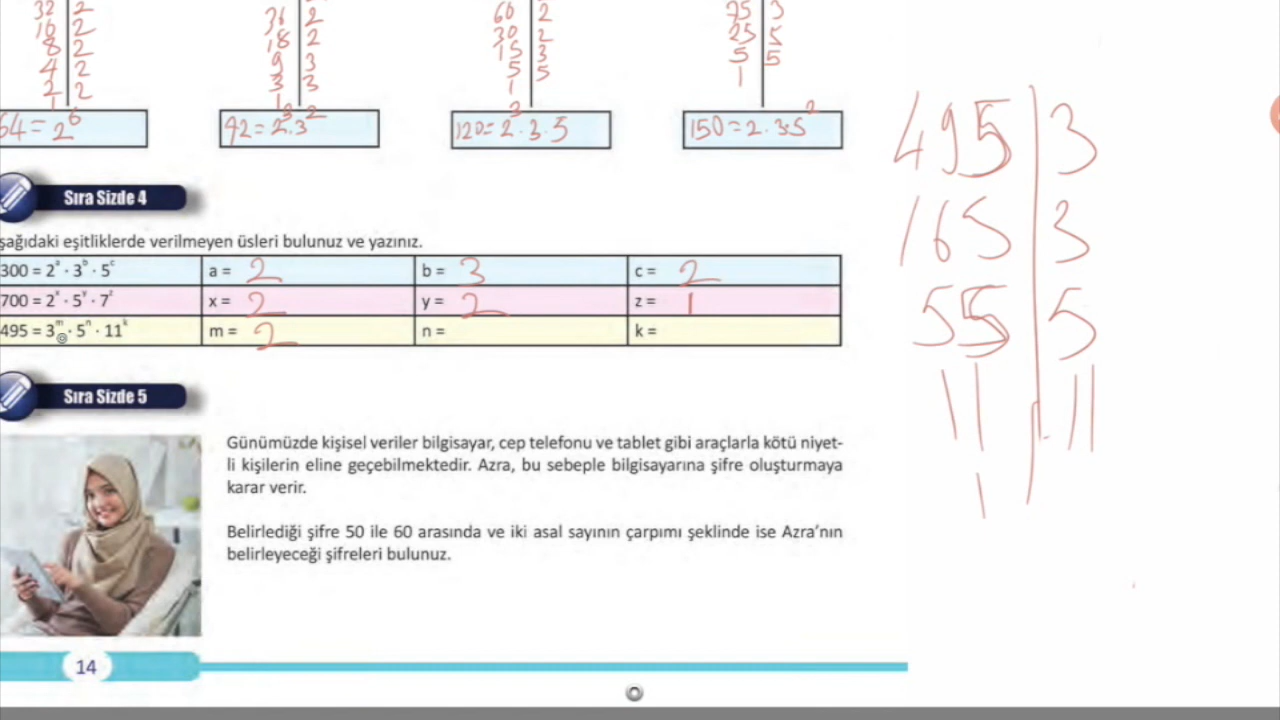 32 2 36 2 60 2 75 3
16 2 18 2 30 2 25 5
8 2 9 3 15 3 5 5
4 2 3 3 5 5 1
2 2 1 1
1
64 = 2⁶ 92 = 2³·3² 120 = 2³·3·5 150 = 2·3·5²
Sıra Sizde 4
şağıdaki eşitliklerde verilmeyen üsleri bulunuz ve yazınız.
300 = 2ᵃ · 3ᵇ · 5ᶜ a = 2 b = 3 c = 2
700 = 2ˣ · 5ʸ · 7ᶻ x = 2 y = 2 z = 1
495 = 3ᵐ · 5ⁿ · 11ᵏ m = 2 n = k =
495 3
165 3
55 5
11 11
1
Sıra Sizde 5
Günümüzde kişisel veriler bilgisayar, cep telefonu ve tablet gibi araçlarla kötü niyet-
li kişilerin eline geçebilmektedir. Azra, bu sebeple bilgisayarına şifre oluşturmaya
karar verir.
Belirlediği şifre 50 ile 60 arasında ve iki asal sayının çarpımı şeklinde ise Azra'nın
belirleyeceği şifreleri bulunuz.
14